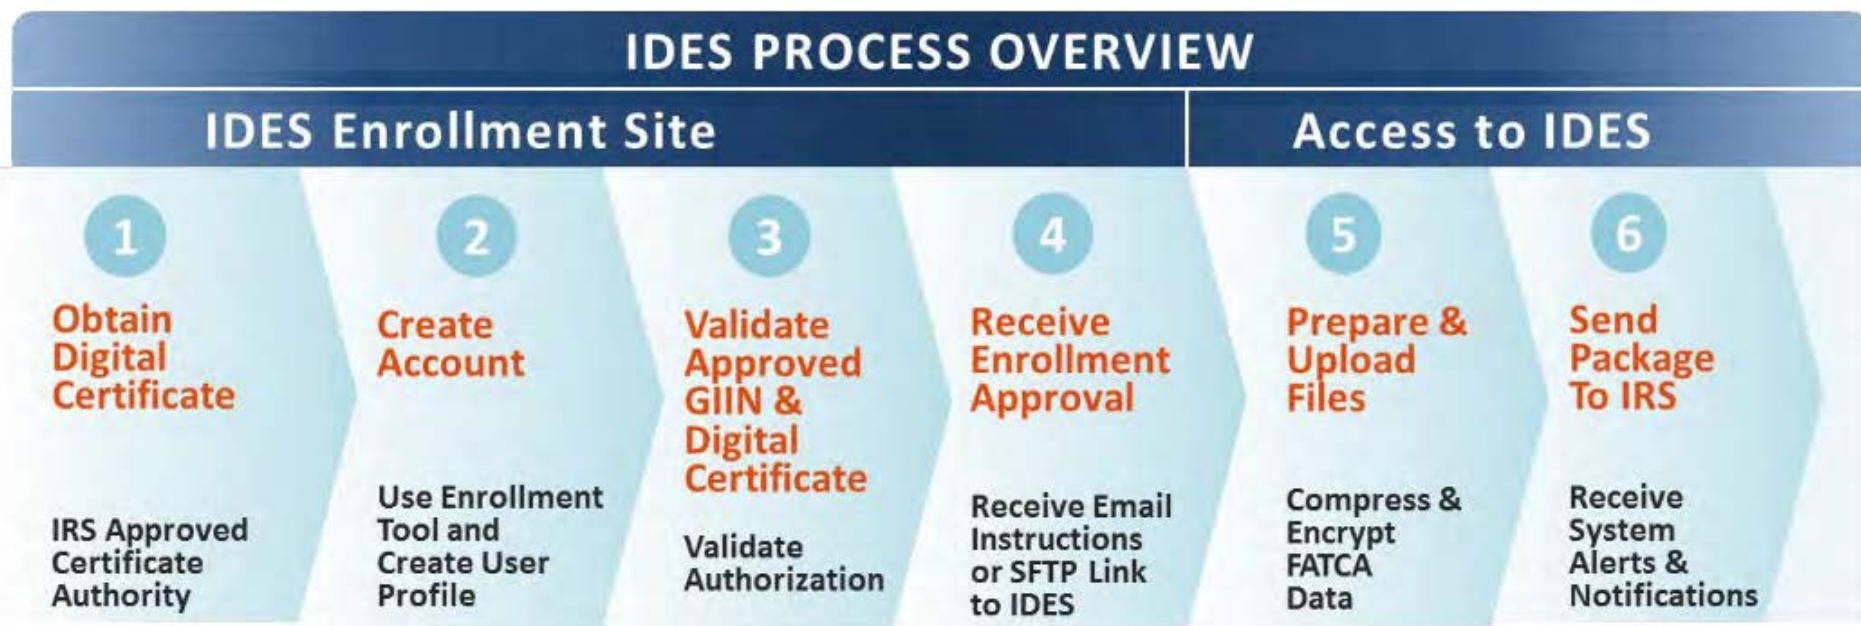 IDES PROCESS OVERVIEW
IDES Enrollment Site
Access to IDES
1
Obtain
Digital
Certificate
IRS Approved
Certificate
Authority
2
Create
Account
Use Enrollment
Tool and
Create User
Profile
3
Validate
Approved
GIIN &
Digital
Certificate
Validate
Authorization
4
Receive
Enrollment
Approval
Receive Email
Instructions
or SFTP Link
to IDES
5
Prepare &
Upload
Files
Compress &
Encrypt
FATCA
Data
6
Send
Package
To IRS
Receive
System
Alerts &
Notifications